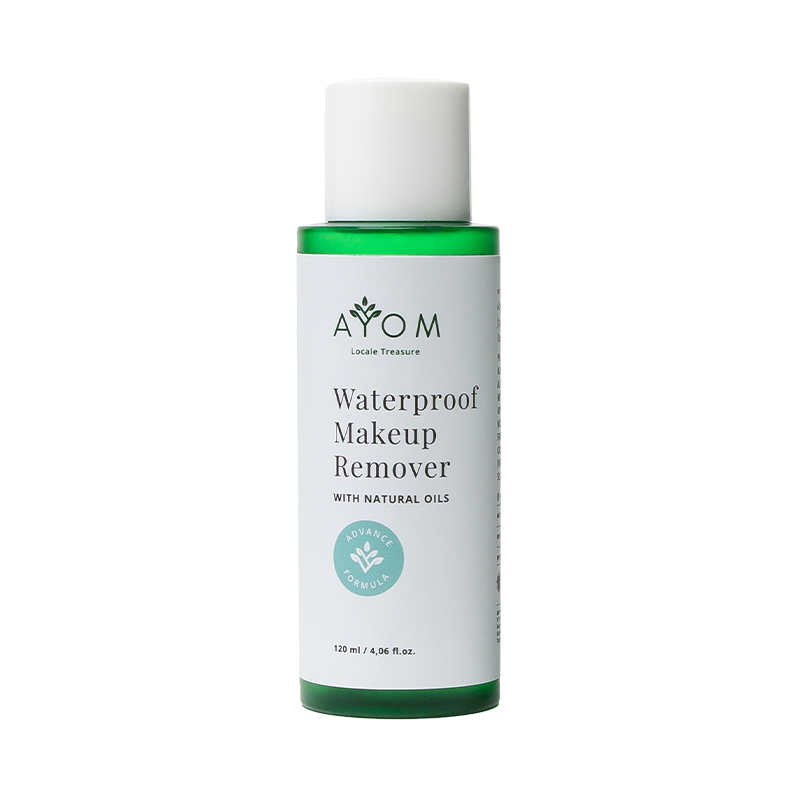 AYOM
Locale Treasure
Waterproof
Makeup
Remover
WITH NATURAL OILS
ADVANCE
FORMULA
120 ml / 4,06 fl.oz.